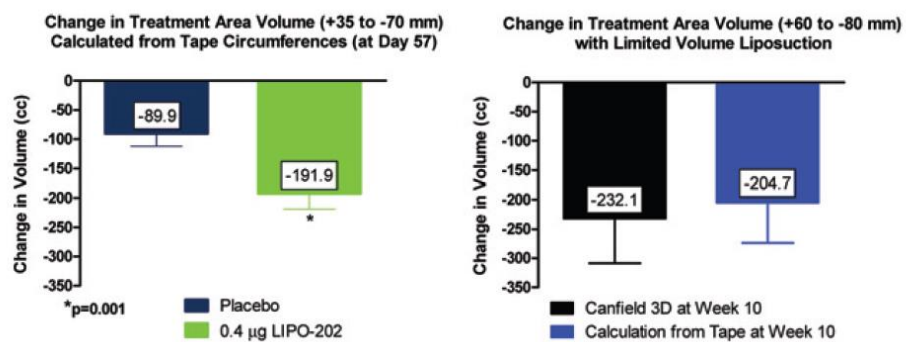 Change in Treatment Area Volume (+35 to -70 mm)
Calculated from Tape Circumferences (at Day 57)
Change in Volume (cc)
0
-50
-100
-150
-200
-250
-300
-350
-89.9
-191.9
*
*p=0.001
Placebo
0.4 µg LIPO-202
Change in Treatment Area Volume (+60 to -80 mm)
with Limited Volume Liposuction
Change in Volume (cc)
0
-50
-100
-150
-200
-250
-300
-350
-232.1
-204.7
Canfield 3D at Week 10
Calculation from Tape at Week 10